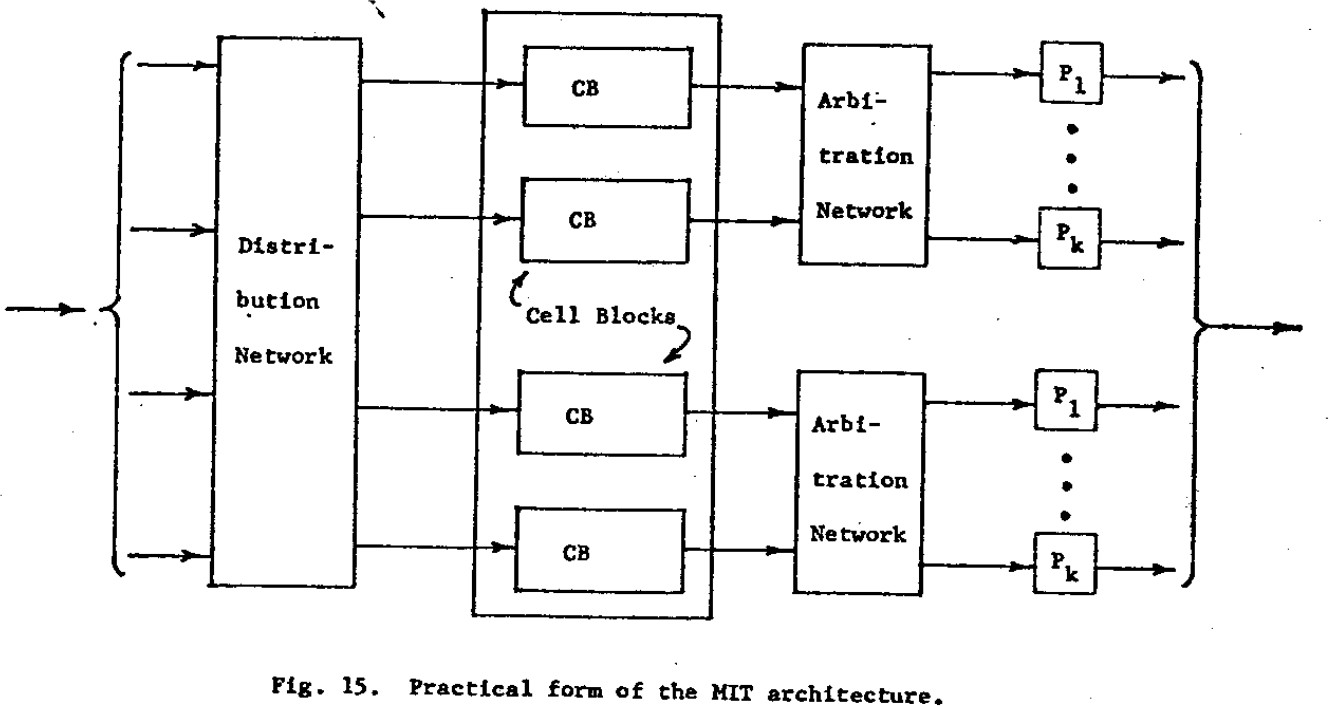 CB
Arbi-
tration
Network
P1
Pk
CB
Distri-
bution
Network
Cell Blocks
CB
Arbi-
tration
Network
P1
Pk
CB
Fig. 15. Practical form of the MIT architecture.